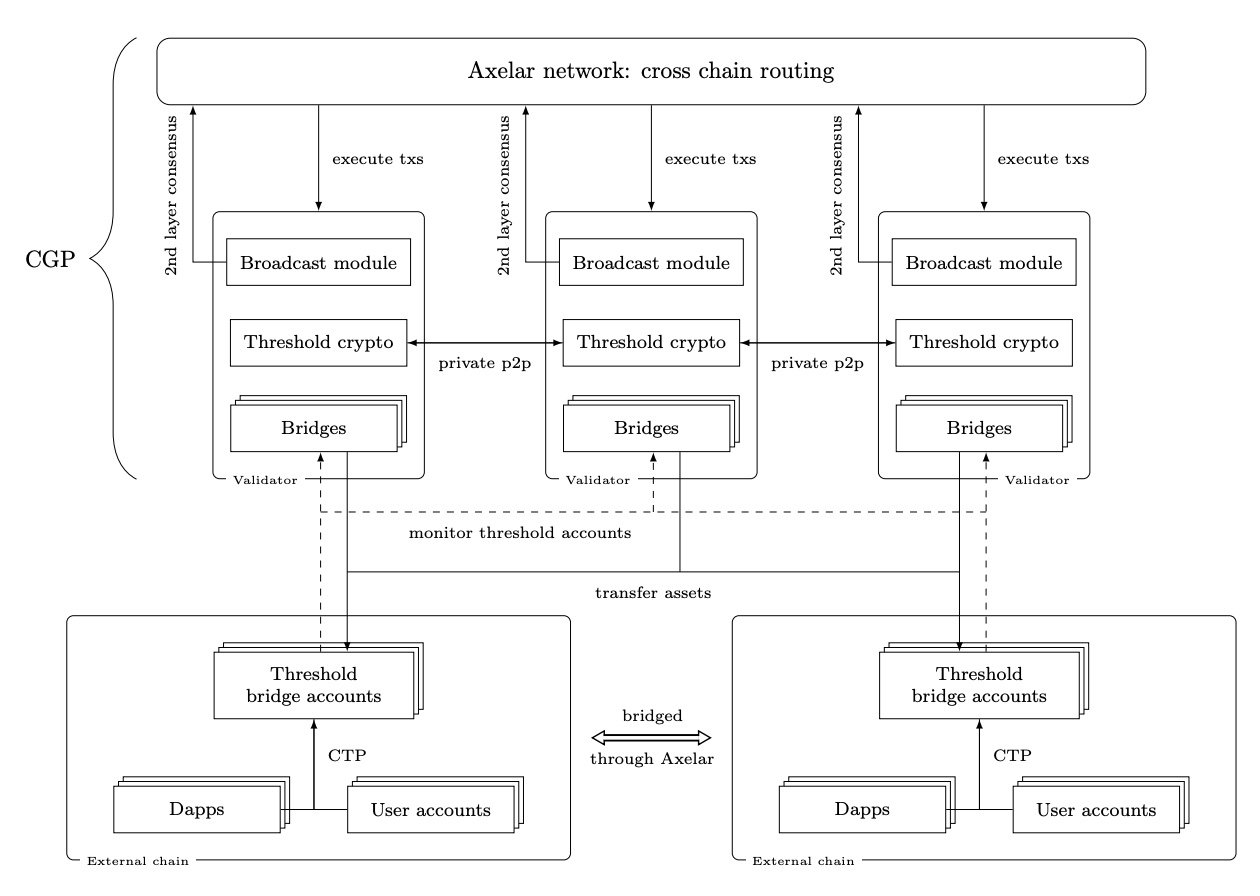 Axelar network: cross chain routing
2nd layer consensus
execute txs
2nd layer consensus
execute txs
2nd layer consensus
execute txs
CGP
Broadcast module
Broadcast module
Broadcast module
Threshold crypto
Threshold crypto
Threshold crypto
private p2p
private p2p
Bridges
Bridges
Bridges
Validator
Validator
Validator
monitor threshold accounts
transfer assets
Threshold
bridge accounts
Threshold
bridge accounts
bridged
through Axelar
CTP
CTP
Dapps
User accounts
Dapps
User accounts
External chain
External chain